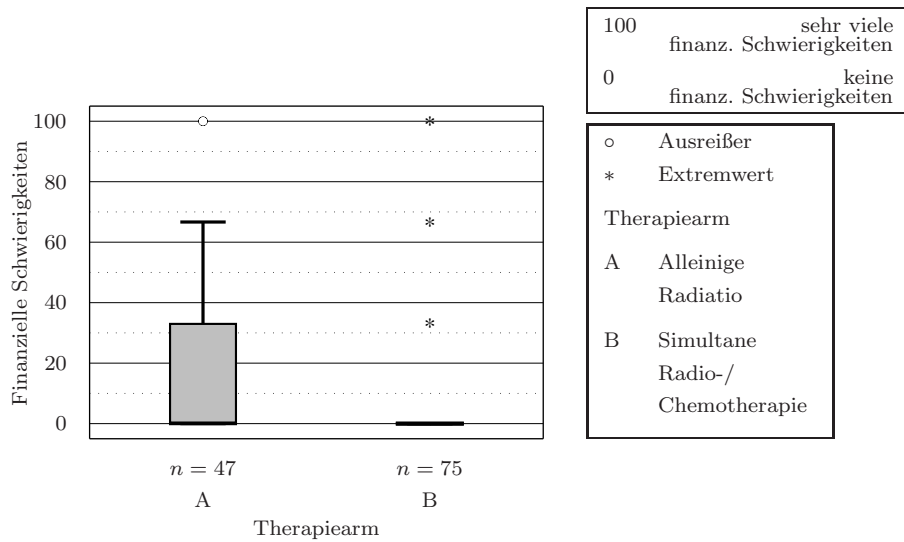 100 sehr viele
finanz. Schwierigkeiten
0 keine
finanz. Schwierigkeiten
Finanzielle Schwierigkeiten
100
80
60
40
20
0
n = 47
n = 75
A
B
Therapiearm
○ Ausreißer
* Extremwert
Therapiearm
A Alleinige
Radiatio
B Simultane
Radio-/
Chemotherapie